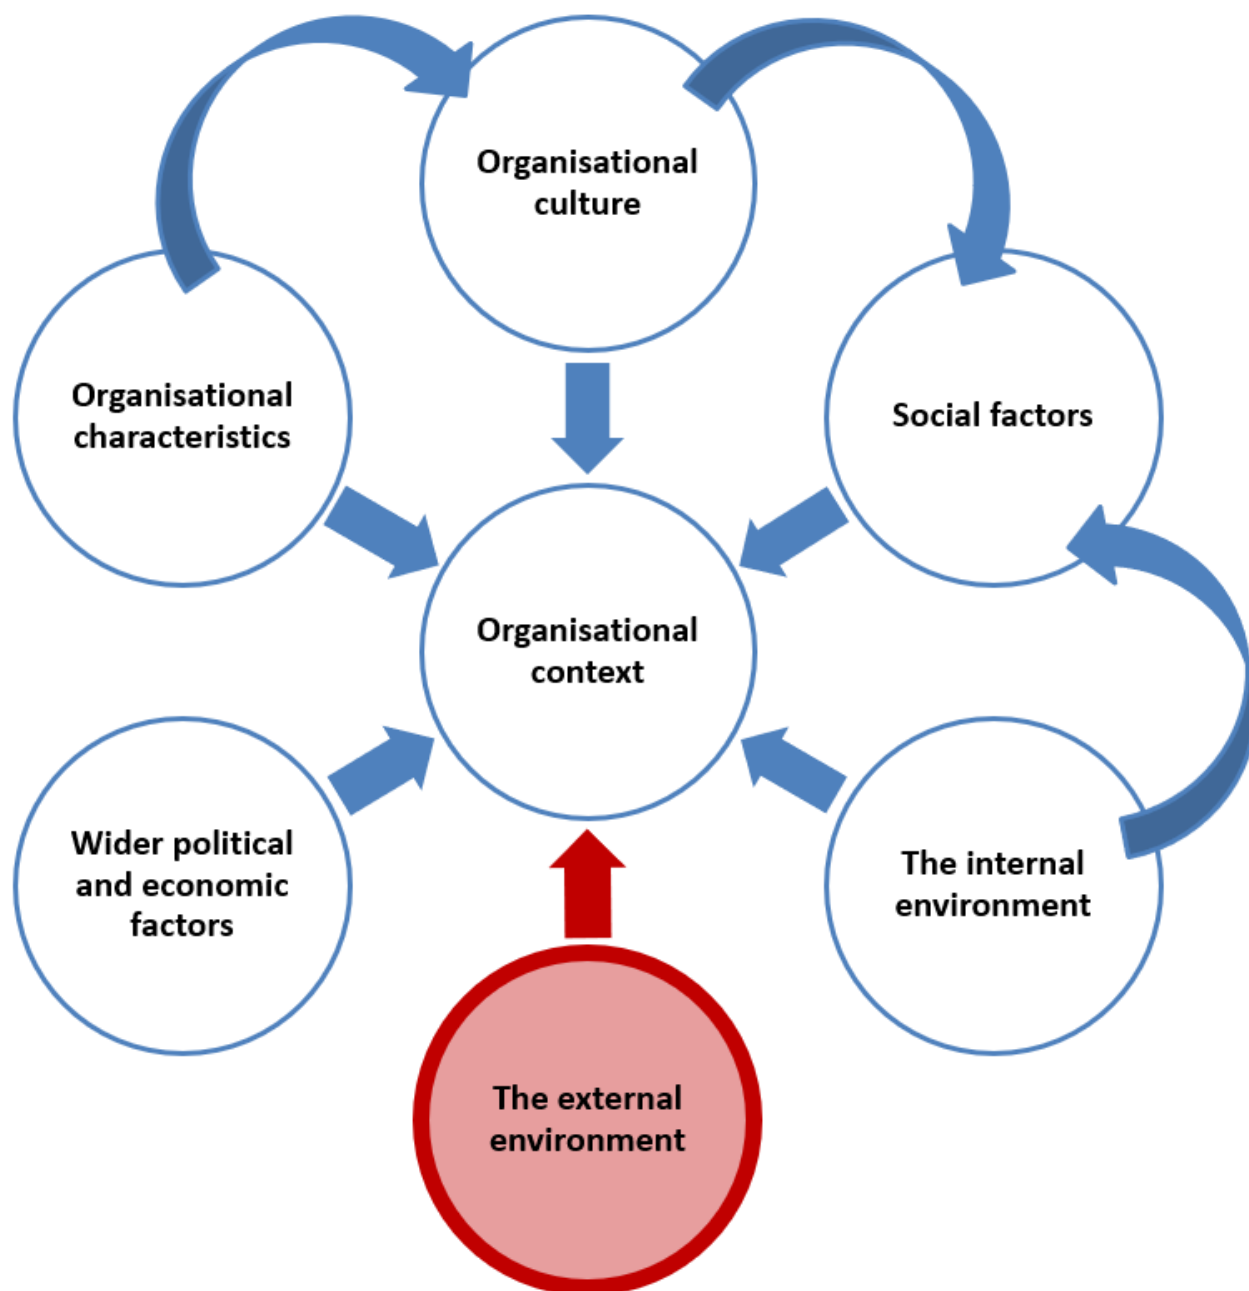 Organisational
culture
Organisational
characteristics
Social factors
Organisational
context
Wider political
and economic
factors
The internal
environment
The external
environment